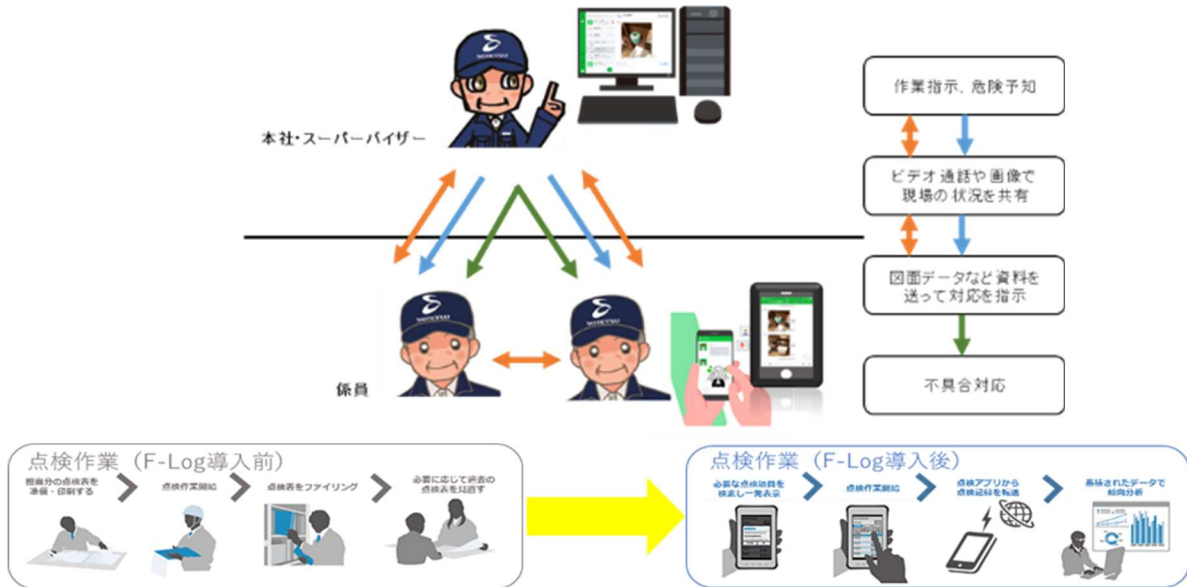 本社・スーパーバイザー
作業指示、危険予知
ビデオ通話や画像で
現場の状況を共有
図面データなど資料を
送って対応を指示
不具合対応
係員
SOTETSU
SOTETSU
SOTETSU
点検作業（F-Log導入前）
担当分の点検表を
準備・印刷する
点検作業開始
点検表をファイリング
必要に応じて過去の
点検表を見直す
点検作業（F-Log導入後）
必要な点検項目を
検索し一発表示
点検作業開始
点検アプリから
点検記録を転送
蓄積されたデータで
傾向分析